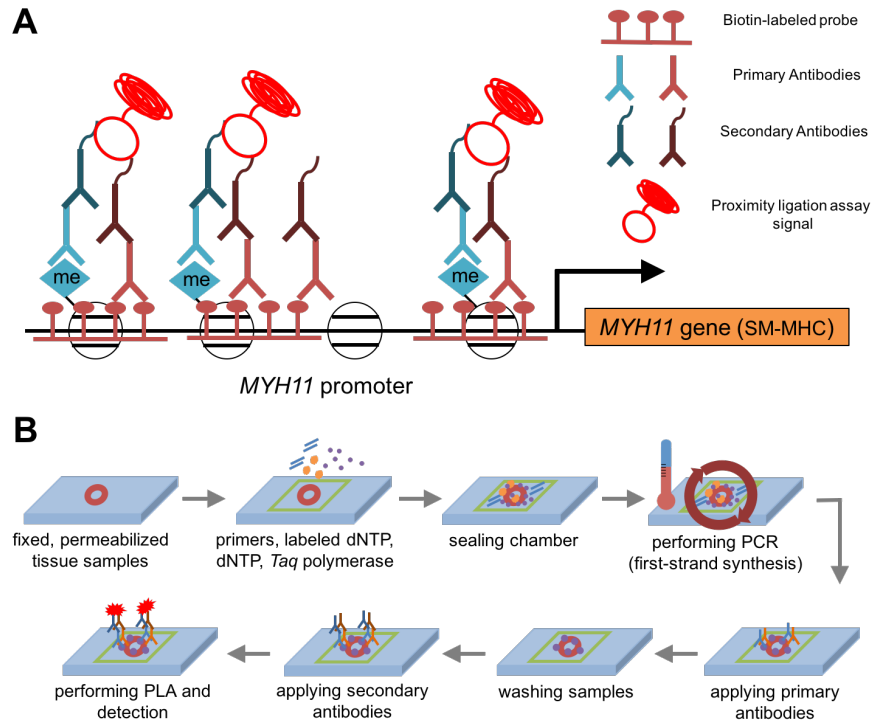 A
Biotin-labeled probe
Primary Antibodies
Secondary Antibodies
Proximity ligation assay
signal
me
me
me
MYH11 gene (SM-MHC)
MYH11 promoter
B
fixed, permeabilized
tissue samples
primers, labeled dNTP,
dNTP, Taq polymerase
sealing chamber
performing PCR
(first-strand synthesis)
performing PLA and
detection
applying secondary
antibodies
washing samples
applying primary
antibodies